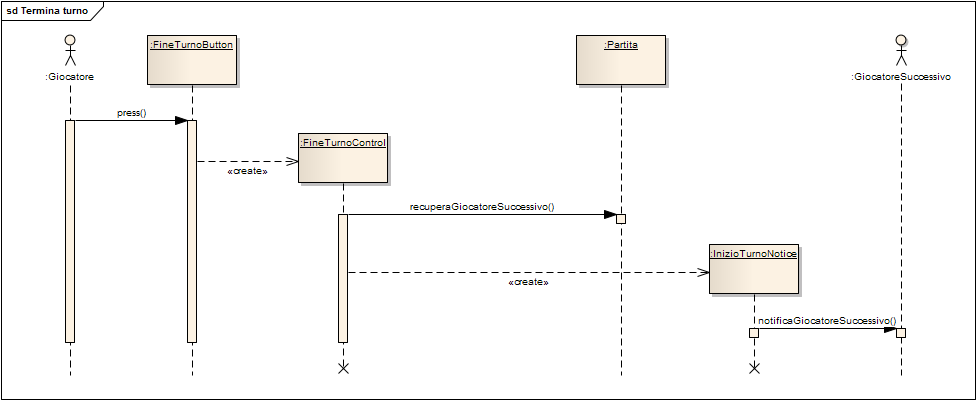 sd Termina turno
:FineTurnoButton
:Partita
:Giocatore
:GiocatoreSuccessivo
press()
:FineTurnoControl
«create»
recuperaGiocatoreSuccessivo()
:InizioTurnoNotice
«create»
notificaGiocatoreSuccessivo()